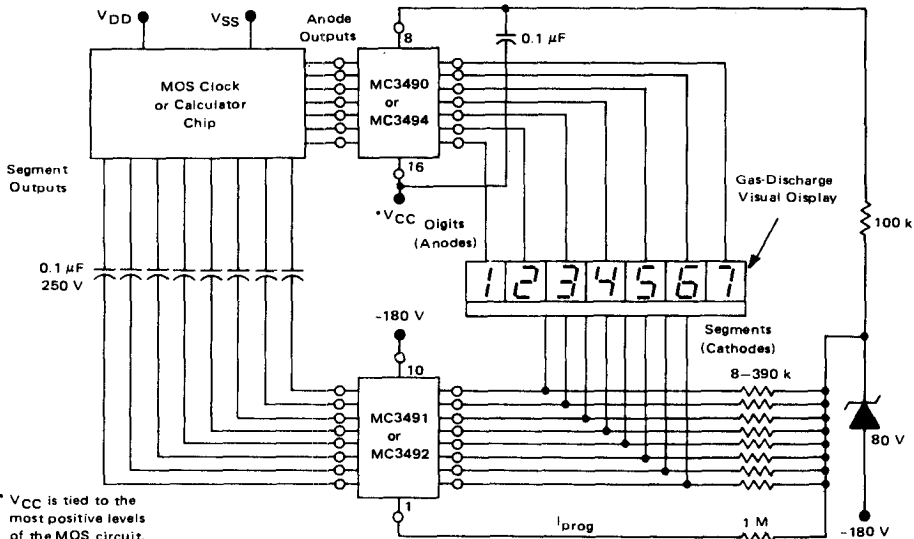 VDD
VSS
Anode
Outputs
8
0.1 µF
MOS Clock
or Calculator
Chip
MC3490
or
MC3494
Segment
Outputs
16
*VCC
Digits
(Anodes)
Gas-Discharge
Visual Display
100 k
0.1 µF
250 V
1 2 3 4 5 6 7
-180 V
Segments
(Cathodes)
10
8–390 k
MC3491
or
MC3492
80 V
1
Iprog
1 M
-180 V
* VCC is tied to the
most positive levels
of the MOS circuit.